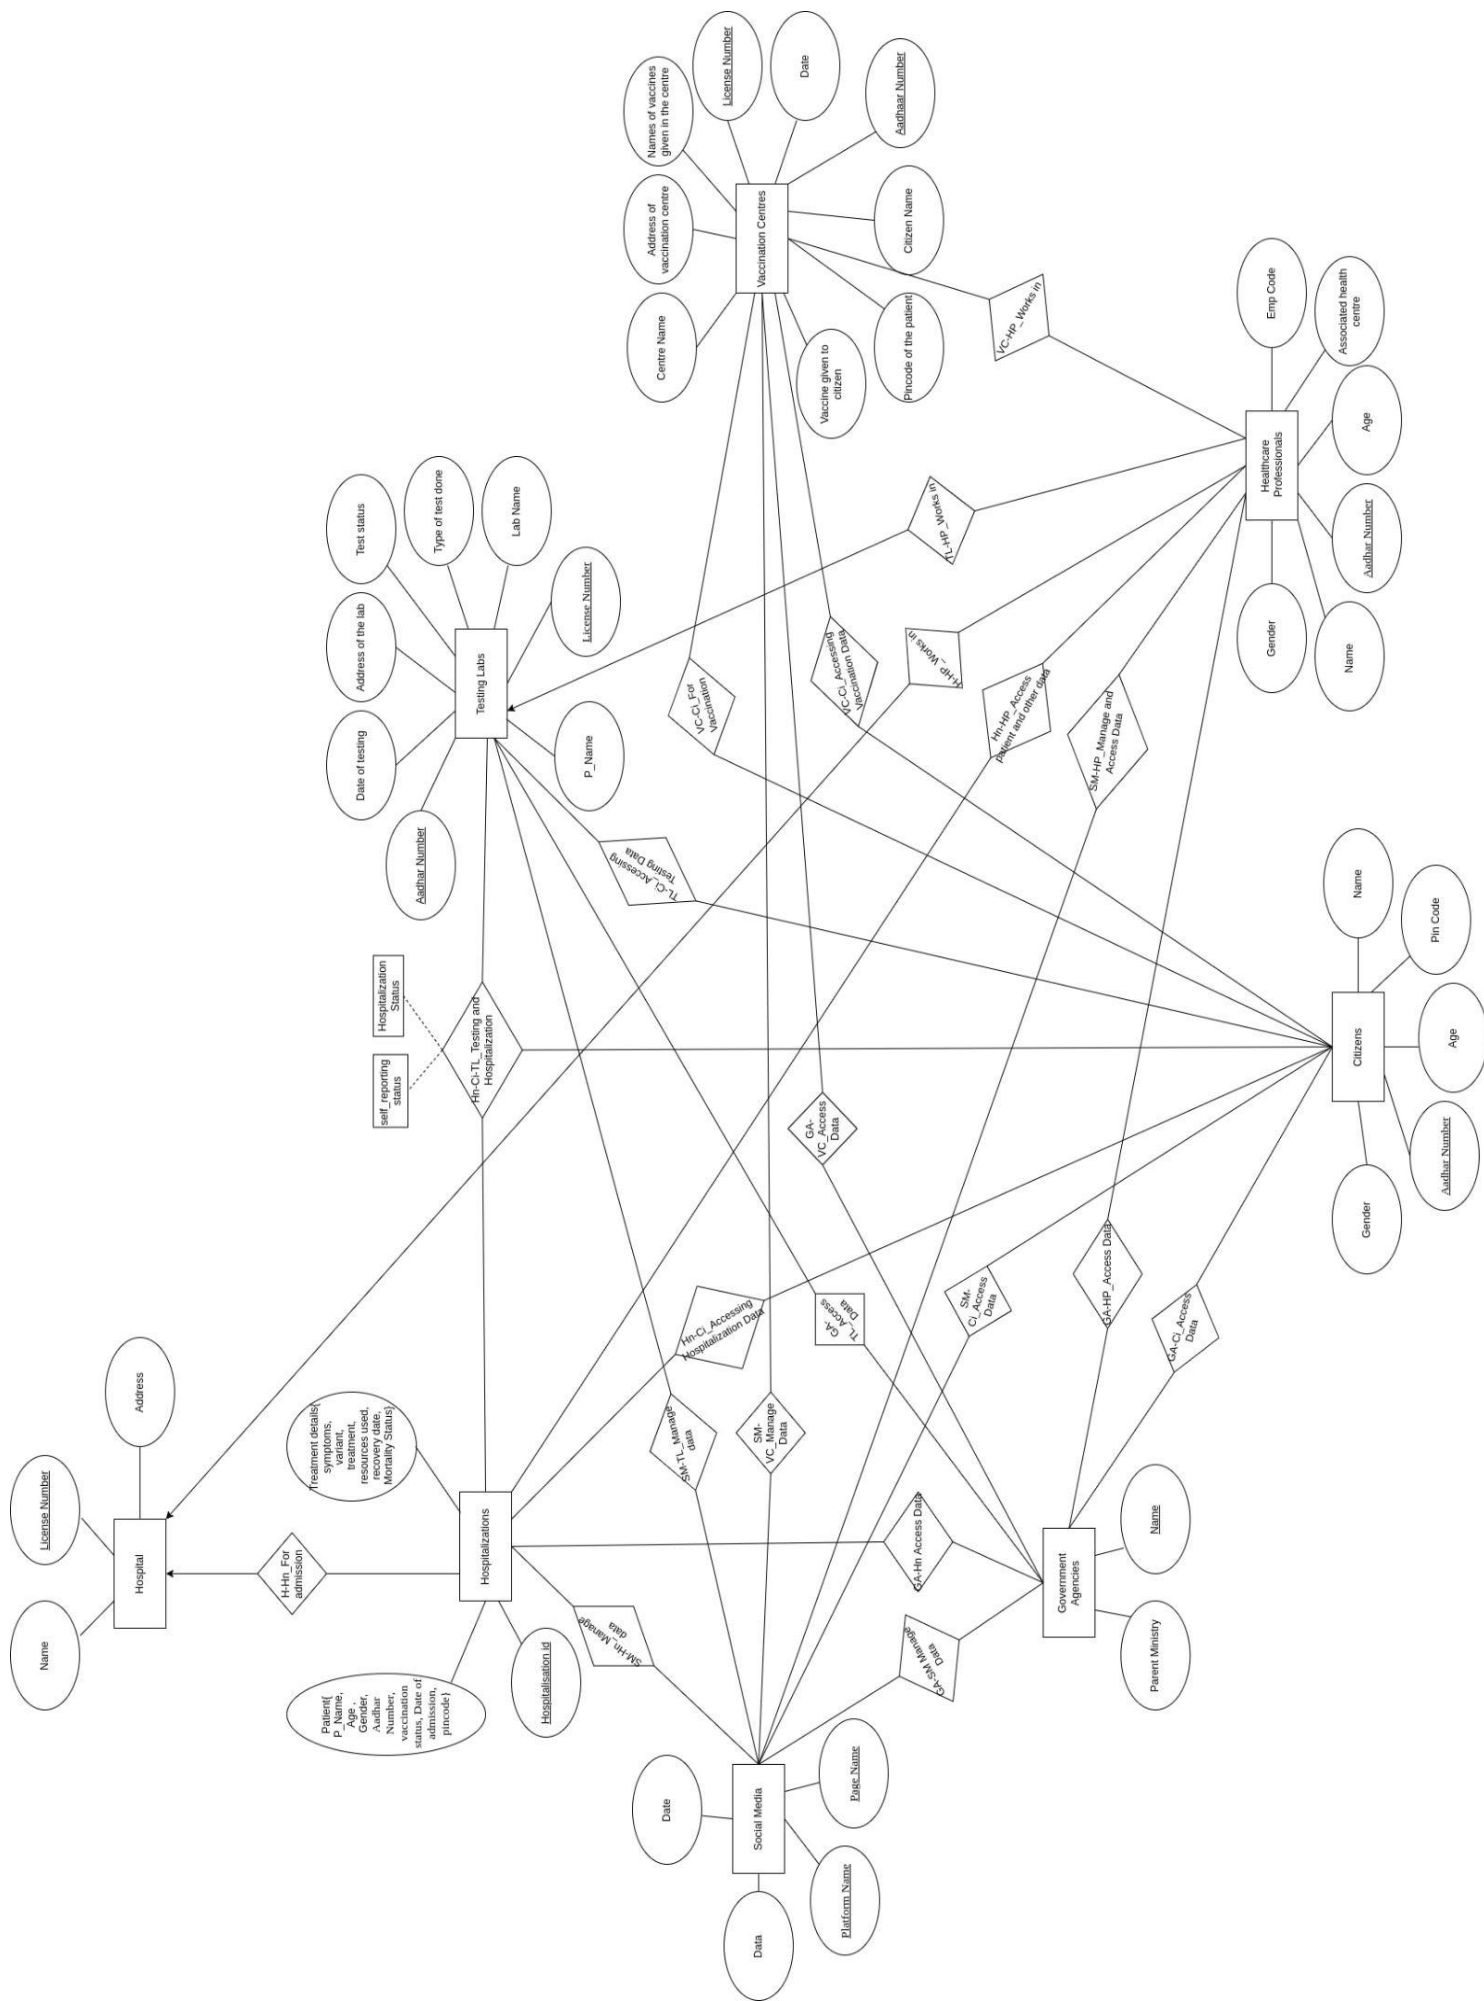 Name
License Number
Address
Hospital
H-Hn_For
admission
Patient{
P_Name,
Age ,
Gender,
Aadhar
Number,
vaccination
status, Date of
admission,
pincode}
Treatment details{
symptoms,
variant,
treatment,
resources used,
recovery date,
Mortality Status}
Hospitalisation id
Hospitalizations
self_reporting
status
Hospitalization
Status
Hn-Ci-TL_Testing and
Hospitalization
Aadhar Number
Date of testing
Address of the lab
Test status
Type of test done
Lab Name
License Number
P_Name
Testing Labs
Centre Name
Address of
vaccination centre
Names of vaccines
given in the centre
License Number
Date
Aadhaar Number
Citizen Name
Pincode of the patient
Vaccine given to
citizen
Vaccination Centres
SM-Hn_Manage
data
SM-TL_Manage
data
Hn-Ci_Accessing
Hospitalization Data
TL-Ci_Accessing
Testing Data
VC-Ci_For
Vaccination
SM-
VC_Manage
Data
GA_
TL_Access
Data
GA-
VC_Access
Data
VC-Ci_Accessing
Vaccination Data
H-HP_Works in
TL-HP_Works in
VC-HP_Works in
Date
Data
Platform Name
Page Name
Social Media
GA-SM Manage
Data
GA-Hn Access Data
SM-
Ci_Access
Data
Hn-HP_Access
patient and other data
SM-HP_Manage and
Access Data
GA-HP_Access Data
GA-Ci_Access
Data
Government
Agencies
Parent Ministry
Name
Healthcare
Professionals
Gender
Name
Aadhar Number
Age
Associated health
centre
Emp Code
Citizens
Gender
Aadhar Number
Age
Pin Code
Name